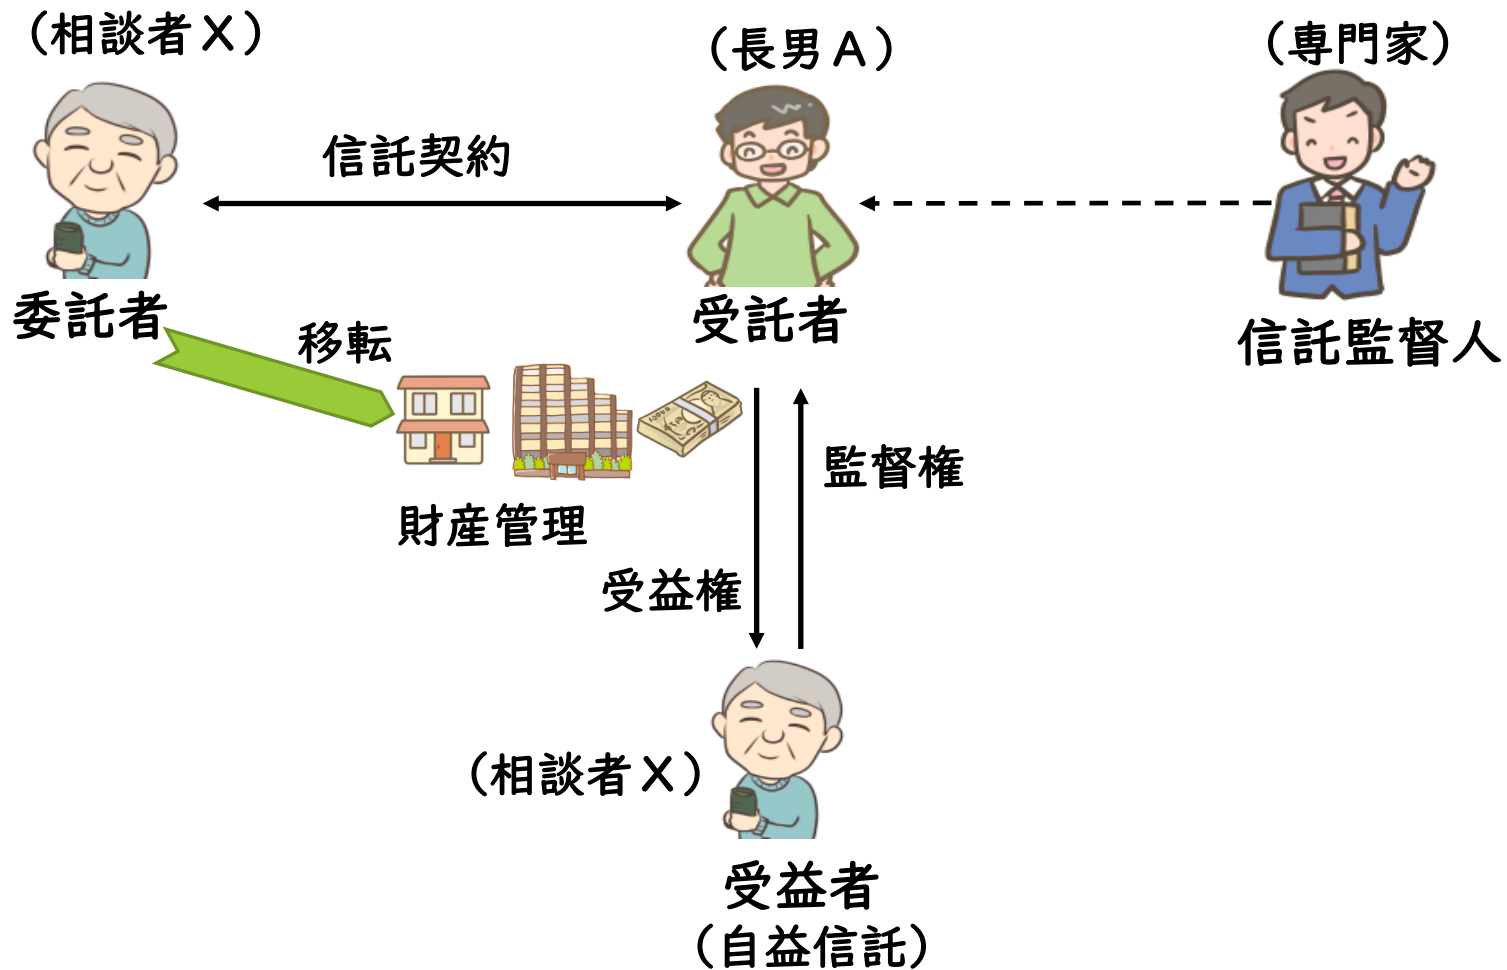 （相談者Ｘ）
（長男Ａ）
（専門家）
信託契約
委託者
受託者
信託監督人
移転
財産管理
監督権
受益権
（相談者Ｘ）
受益者
（自益信託）